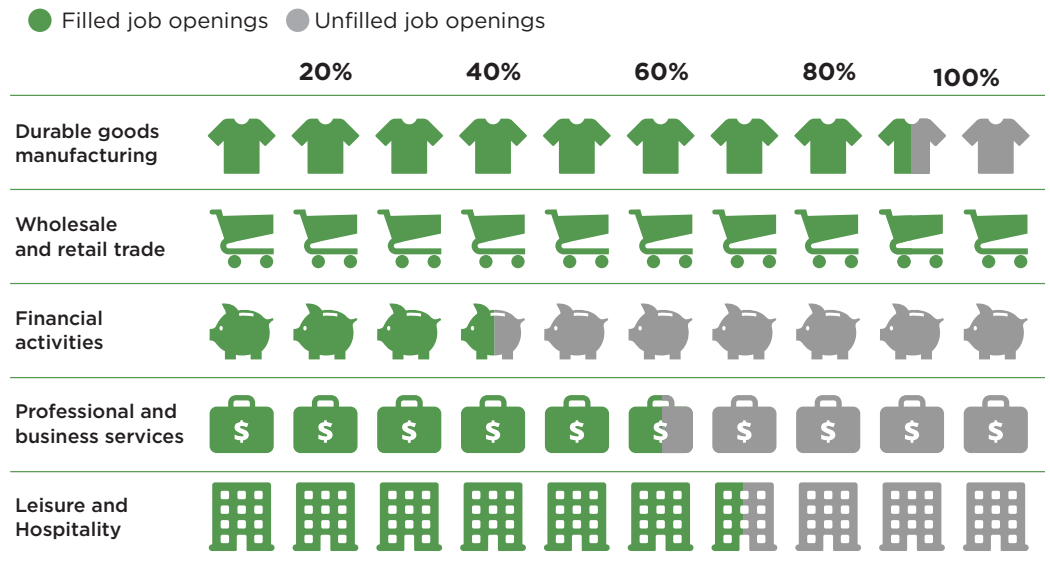 Filled job openings Unfilled job openings
20% 40% 60% 80% 100%
Durable goods
manufacturing
Wholesale
and retail trade
Financial
activities
Professional and
business services
$ $ $ $ $ $ $ $ $ $
Leisure and
Hospitality